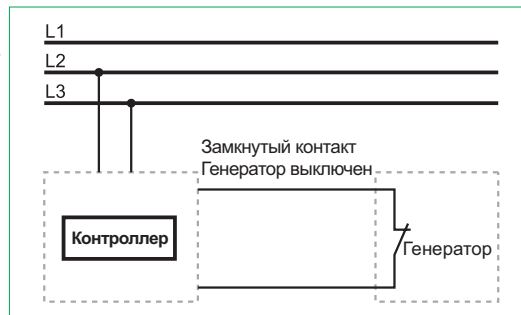 L1
L2
L3
Замкнутый контакт
Генератор выключен
Контроллер
Генератор